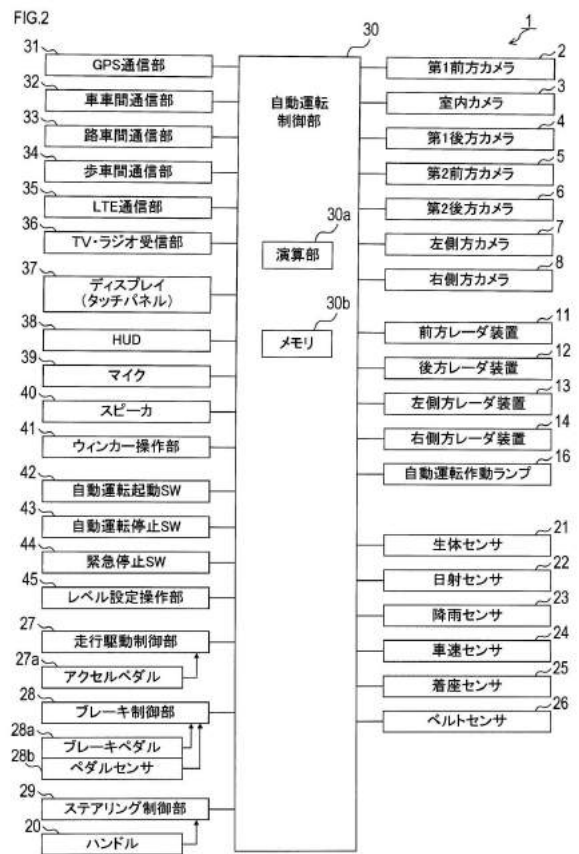 FIG.2
1
31
GPS通信部
32
車車間通信部
33
路車間通信部
34
歩車間通信部
35
LTE通信部
36
TV・ラジオ受信部
37
ディスプレイ
(タッチパネル)
38
HUD
39
マイク
40
スピーカ
41
ウィンカー操作部
42
自動運転起動SW
43
自動運転停止SW
44
緊急停止SW
45
レベル設定操作部
27
走行駆動制御部
27a
アクセルペダル
28
ブレーキ制御部
28a
ブレーキペダル
28b
ペダルセンサ
29
ステアリング制御部
20
ハンドル
30
自動運転
制御部
30a
演算部
30b
メモリ
2
第1前方カメラ
3
室内カメラ
4
第1後方カメラ
5
第2前方カメラ
6
第2後方カメラ
7
左側方カメラ
8
右側方カメラ
11
前方レーダ装置
12
後方レーダ装置
13
左側方レーダ装置
14
右側方レーダ装置
16
自動運転作動ランプ
21
生体センサ
22
日射センサ
23
降雨センサ
24
車速センサ
25
着座センサ
26
ベルトセンサ